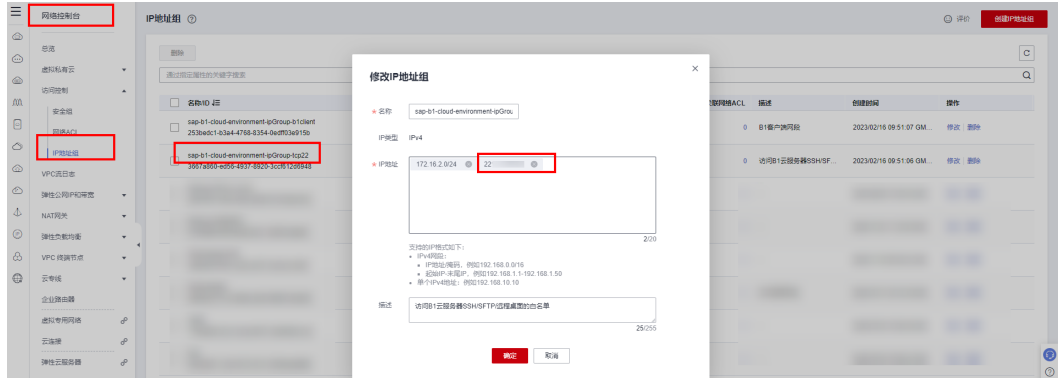 网络控制台
IP地址组
评价
创建IP地址组
总览
虚拟私有云
访问控制
安全组
网络ACL
IP地址组
VPC流日志
弹性公网IP和带宽
NAT网关
弹性负载均衡
VPC 终端节点
云专线
企业路由器
虚拟专用网络
云连接
弹性云服务器
删除
通过指定属性的关键字搜索
名称/ID
关联网络ACL
描述
创建时间
操作
sap-b1-cloud-environment-ipGroup-b1client
0
B1客户端网段
2023/02/16 09:51:07 GM...
修改
删除
253bedc1-b3a4-4768-8354-0edff03e915b
sap-b1-cloud-environment-ipGroup-tcp22
0
访问B1云服务器SSH/SF...
2023/02/16 09:51:06 GM...
修改
删除
3667a860-ed56-4937-8920-3ccf612d6948
修改IP地址组
名称
sap-b1-cloud-environment-ipGrou
IP类型
IPv4
IP地址
172.16.2.0/24
22
2/20
支持的IP格式如下：
IPv4网段：
IP地址/掩码，例如192.168.0.0/16
起始IP-末尾IP，例如192.168.1.1-192.168.1.50
单个IPv4地址：例如192.168.10.10
描述
访问B1云服务器SSH/SFTP/远程桌面的白名单
25/255
确定
取消